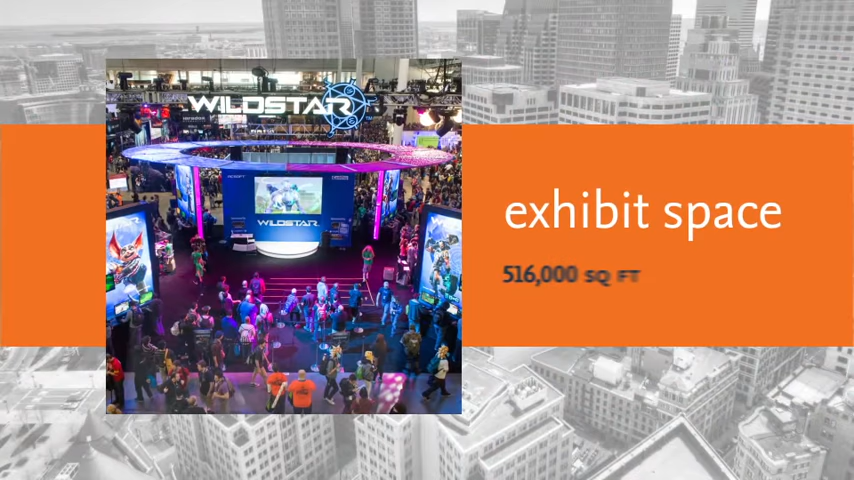 WILDSTAR
WILDSTAR
exhibit space
516,000 SQ FT